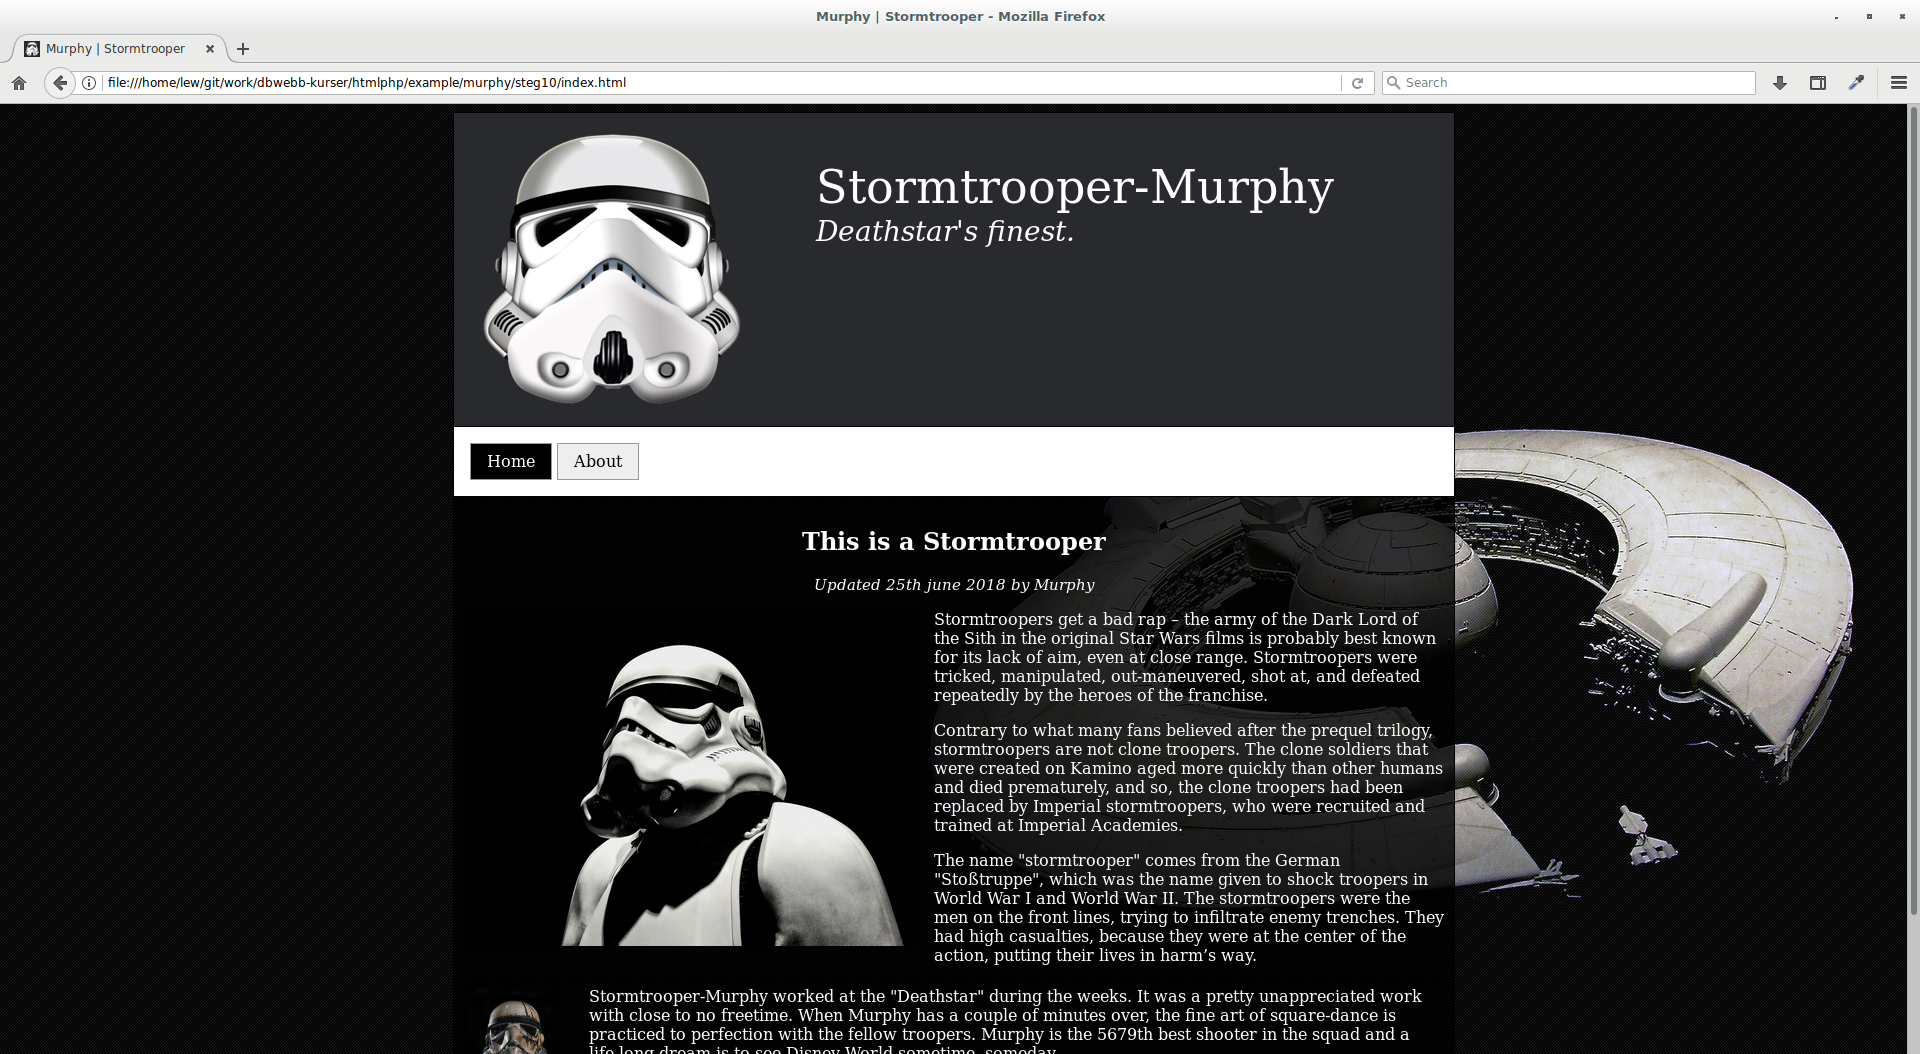 Murphy | Stormtrooper - Mozilla Firefox
Murphy | Stormtrooper
file:///home/lew/git/work/dbwebb-kurser/htmlphp/example/murphy/steg10/index.html
Search
Stormtrooper-Murphy
Deathstar's finest.
Home
About
This is a Stormtrooper
Updated 25th june 2018 by Murphy
Stormtroopers get a bad rap – the army of the Dark Lord of
the Sith in the original Star Wars films is probably best known
for its lack of aim, even at close range. Stormtroopers were
tricked, manipulated, out-maneuvered, shot at, and defeated
repeatedly by the heroes of the franchise.
Contrary to what many fans believed after the prequel trilogy,
stormtroopers are not clone troopers. The clone soldiers that
were created on Kamino aged more quickly than other humans
and died prematurely, and so, the clone troopers had been
replaced by Imperial stormtroopers, who were recruited and
trained at Imperial Academies.
The name "stormtrooper" comes from the German
"Stoßtruppe", which was the name given to shock troopers in
World War I and World War II. The stormtroopers were the
men on the front lines, trying to infiltrate enemy trenches. They
had high casualties, because they were at the center of the
action, putting their lives in harm’s way.
Stormtrooper-Murphy worked at the "Deathstar" during the weeks. It was a pretty unappreciated work
with close to no freetime. When Murphy has a couple of minutes over, the fine art of square-dance is
practiced to perfection with the fellow troopers. Murphy is the 5679th best shooter in the squad and a
life long dream is to see Disney World sometime, someday.